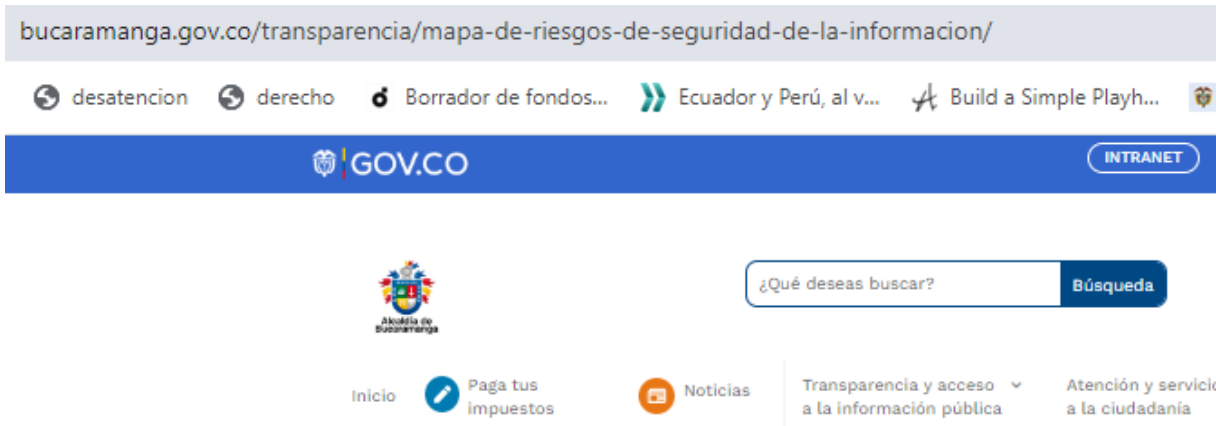 bucaramanga.gov.co/transparencia/mapa-de-riesgos-de-seguridad-de-la-informacion/
desatencion derecho Borrador de fondos... Ecuador y Perú, al v... Build a Simple Playh...
GOV.CO INTRANET
¿Qué deseas buscar? Búsqueda
Alcaldía de
Bucaramanga
Inicio Paga tus impuestos Noticias Transparencia y acceso a la información pública Atención y servicio a la ciudadanía